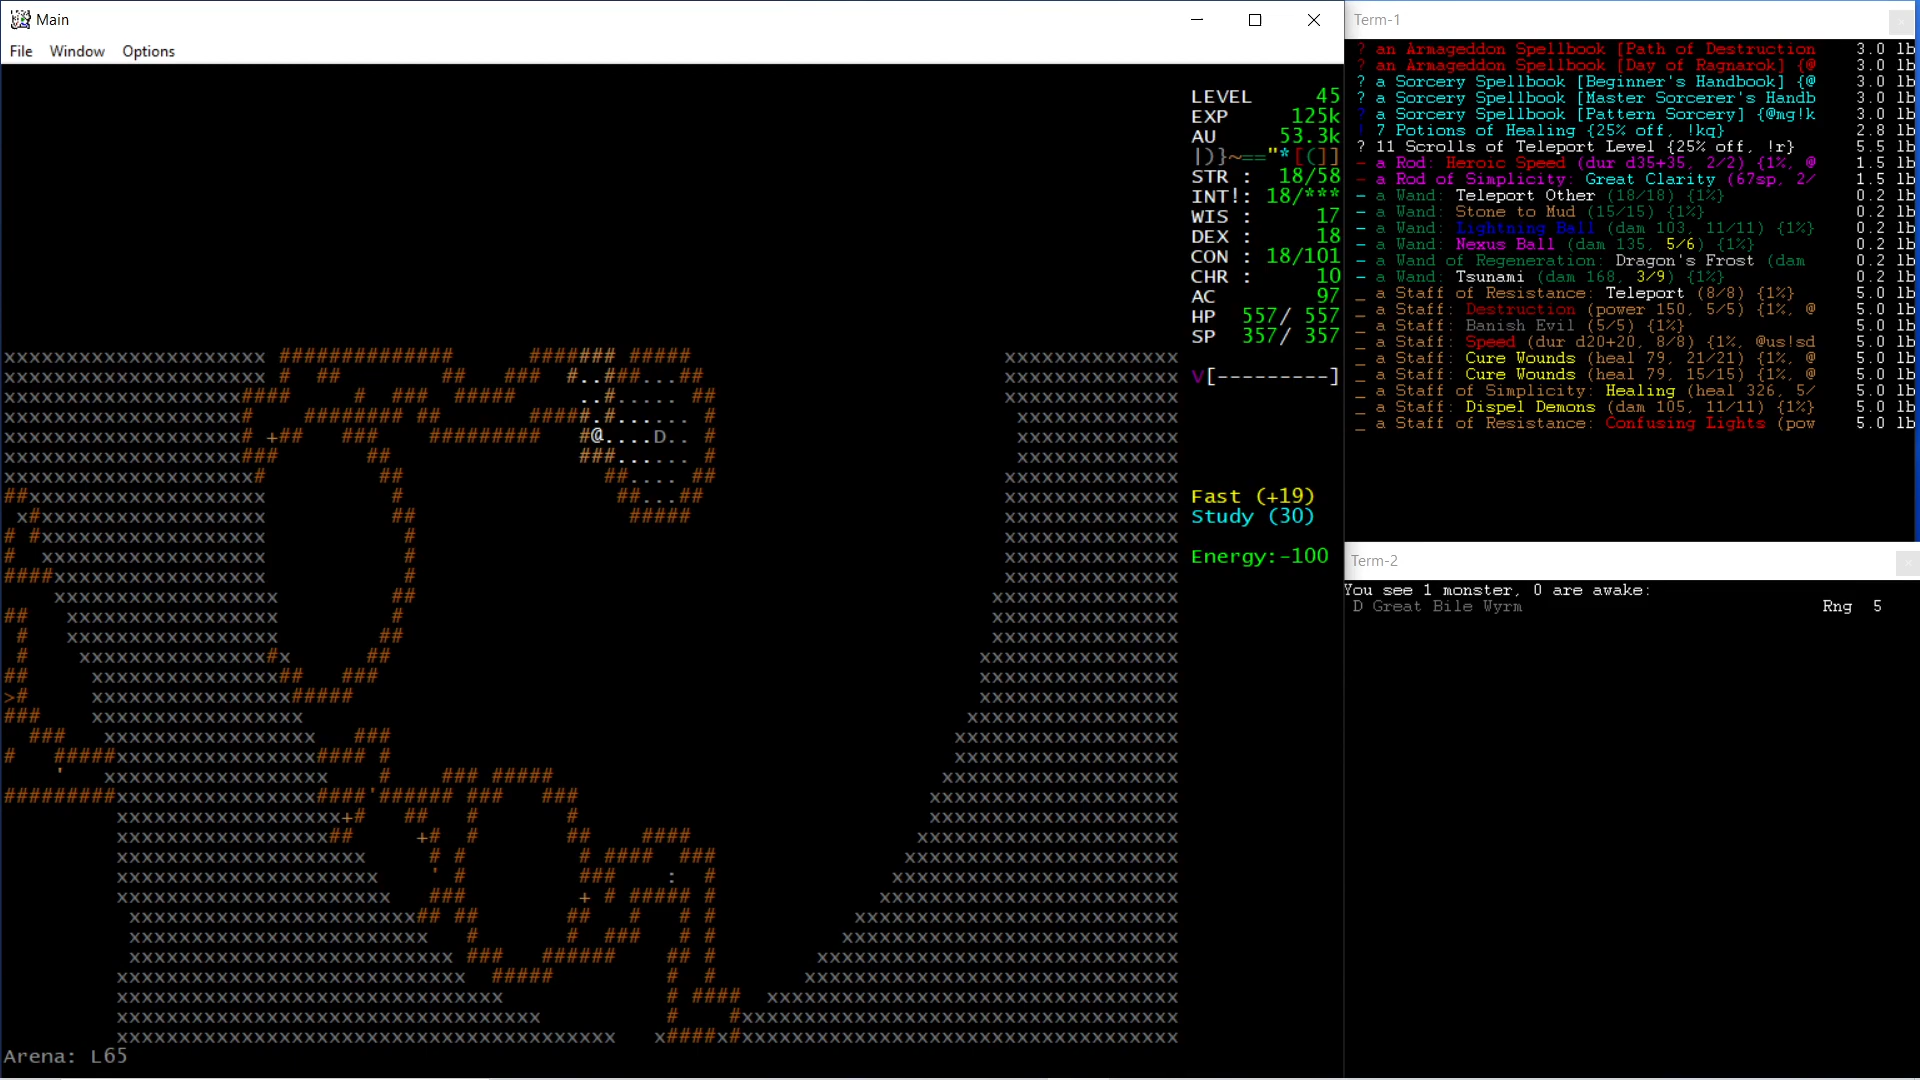 Main
File Window Options
LEVEL 45
EXP 125k
AU 53.3k
|)}~=="*[(]]
STR : 18/58
INT!: 18/***
WIS : 17
DEX : 18
CON : 18/101
CHR : 10
AC 97
HP 557/ 557
SP 357/ 357
V[---------]
Fast (+19)
Study (30)
Energy:-100
Arena: L65
Term-1
? an Armageddon Spellbook [Path of Destruction 3.0 lb
? an Armageddon Spellbook [Day of Ragnarok] {@ 3.0 lb
? a Sorcery Spellbook [Beginner's Handbook] {@ 3.0 lb
? a Sorcery Spellbook [Master Sorcerer's Handb 3.0 lb
? a Sorcery Spellbook [Pattern Sorcery] {@mg!k 3.0 lb
! 7 Potions of Healing {25% off, !kq} 2.8 lb
? 11 Scrolls of Teleport Level {25% off, !r} 5.5 lb
- a Rod: Heroic Speed (dur d35+35, 2/2) {1%, @ 1.5 lb
- a Rod of Simplicity: Great Clarity (67sp, 2/ 1.5 lb
- a Wand: Teleport Other (18/18) {1%} 0.2 lb
- a Wand: Stone to Mud (15/15) {1%} 0.2 lb
- a Wand: Lightning Ball (dam 103, 11/11) {1%} 0.2 lb
- a Wand: Nexus Ball (dam 135, 5/6) {1%} 0.2 lb
- a Wand of Regeneration: Dragon's Frost (dam 0.2 lb
- a Wand: Tsunami (dam 168, 3/9) {1%} 0.2 lb
_ a Staff of Resistance: Teleport (8/8) {1%} 5.0 lb
_ a Staff: Destruction (power 150, 5/5) {1%, @ 5.0 lb
_ a Staff: Banish Evil (5/5) {1%} 5.0 lb
_ a Staff: Speed (dur d20+20, 8/8) {1%, @us!sd 5.0 lb
_ a Staff: Cure Wounds (heal 79, 21/21) {1%, @ 5.0 lb
_ a Staff: Cure Wounds (heal 79, 15/15) {1%, @ 5.0 lb
_ a Staff of Simplicity: Healing (heal 326, 5/ 5.0 lb
_ a Staff: Dispel Demons (dam 105, 11/11) {1%} 5.0 lb
_ a Staff of Resistance: Confusing Lights (pow 5.0 lb
Term-2
You see 1 monster, 0 are awake:
D Great Bile Wyrm Rng 5